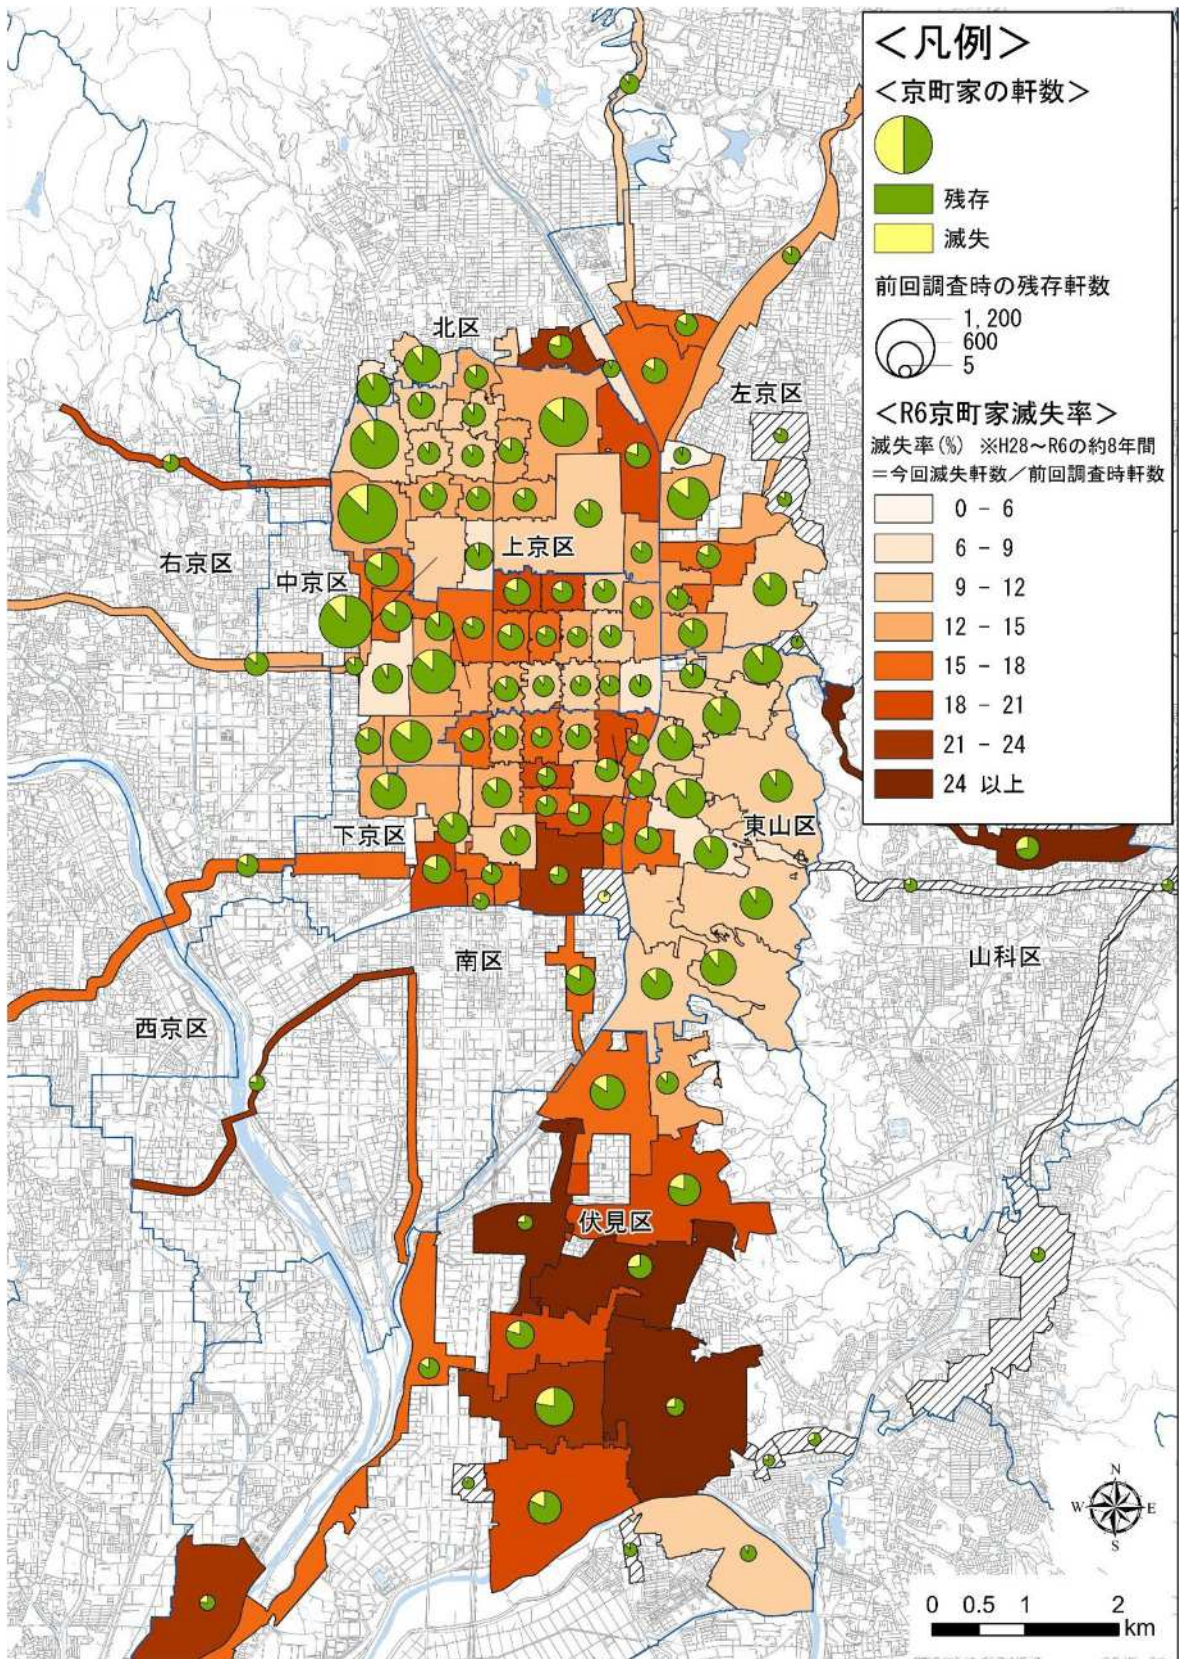 <凡例>
<京町家の軒数>
残存
滅失
前回調査時の残存軒数
1,200
600
5
<R6京町家滅失率>
滅失率(%) ※H28～R6の約8年間
＝今回滅失軒数／前回調査時軒数
0 - 6
6 - 9
9 - 12
12 - 15
15 - 18
18 - 21
21 - 24
24 以上
北区
左京区
上京区
右京区
中京区
下京区
東山区
南区
山科区
西京区
伏見区
N
W
E
S
0 0.5 1 2
km